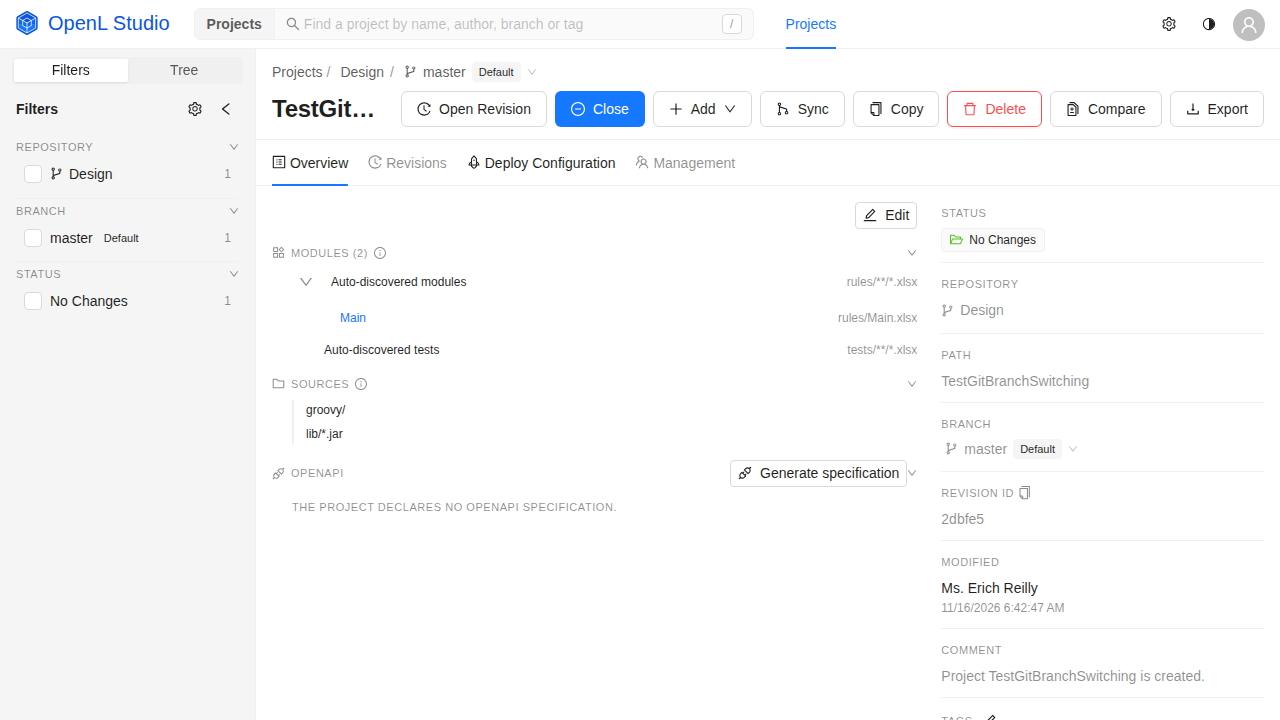 OpenL Studio
Projects
Find a project by name, author, branch or tag
/
Projects
Filters
Tree
Filters
REPOSITORY
Design 1
BRANCH
master Default 1
STATUS
No Changes 1
Projects / Design / master Default
TestGit...
Open Revision
Close
Add
Sync
Copy
Delete
Compare
Export
Overview
Revisions
Deploy Configuration
Management
Edit
MODULES (2)
Auto-discovered modules rules/**/*.xlsx
Main rules/Main.xlsx
Auto-discovered tests tests/**/*.xlsx
SOURCES
groovy/
lib/*.jar
OPENAPI
Generate specification
THE PROJECT DECLARES NO OPENAPI SPECIFICATION.
STATUS
No Changes
REPOSITORY
Design
PATH
TestGitBranchSwitching
BRANCH
master Default
REVISION ID
2dbfe5
MODIFIED
Ms. Erich Reilly
11/16/2026 6:42:47 AM
COMMENT
Project TestGitBranchSwitching is created.
TAGS